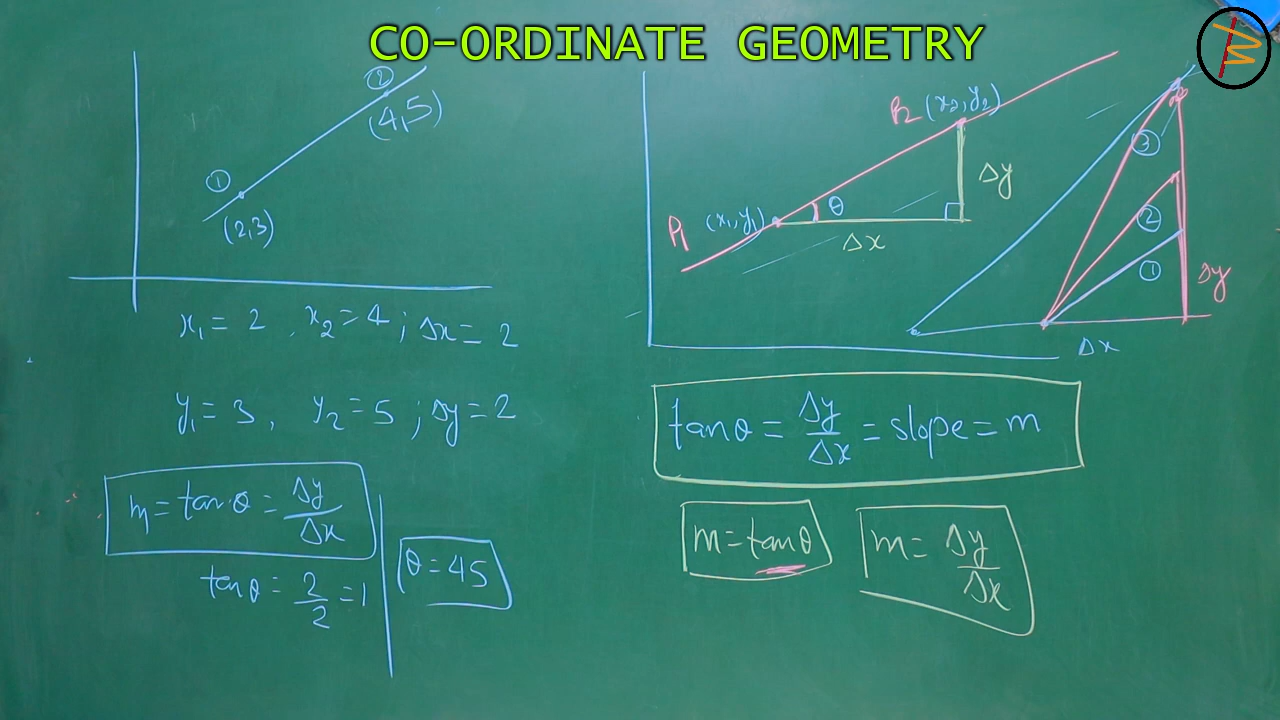 CO-ORDINATE GEOMETRY
②
(4,5)
①
(2,3)
x₁ = 2 , x₂ = 4 ; Δx = 2
y₁ = 3 , y₂ = 5 ; Δy = 2
m = tan θ = Δy/Δx
tan θ = 2/2 = 1
θ = 45
P₂ (x₂, y₂)
Δy
θ
P₁ (x₁, y₁)
Δx
③
②
①
Δy
Δx
tan θ = Δy/Δx = slope = m
m = tan θ
m = Δy/Δx